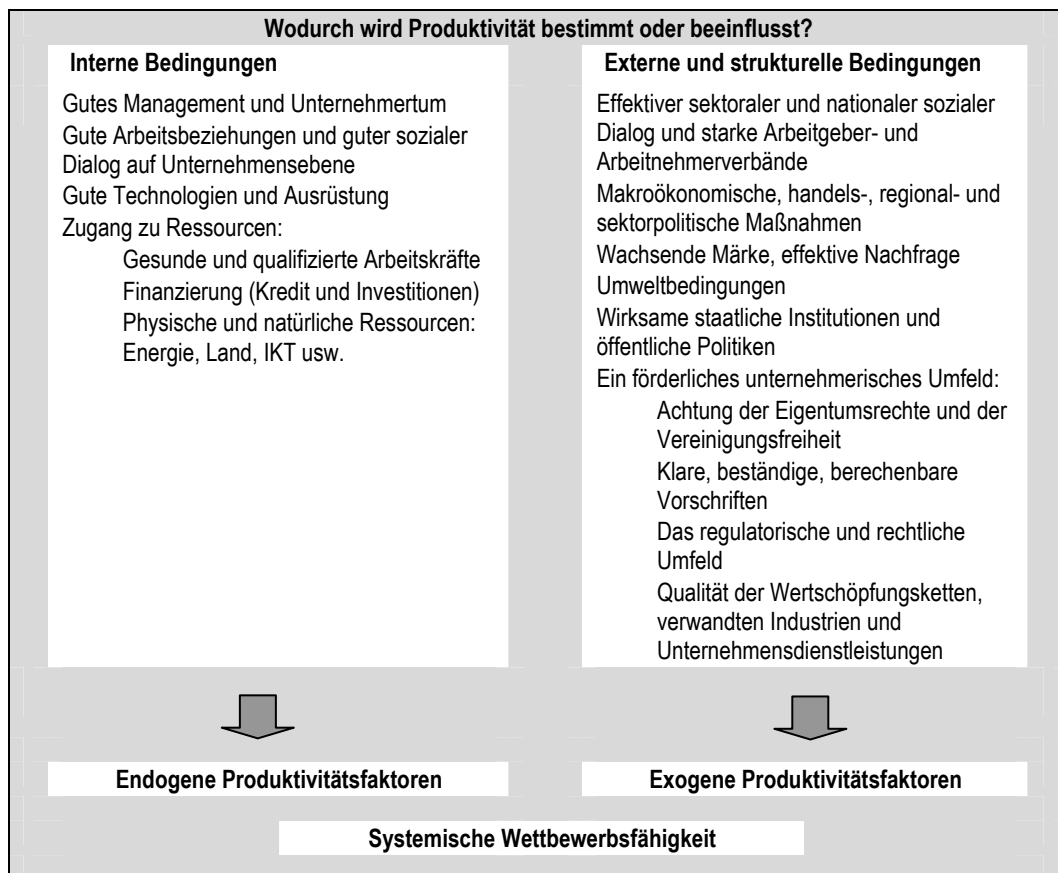 Wodurch wird Produktivität bestimmt oder beeinflusst?
Interne Bedingungen
Gutes Management und Unternehmertum
Gute Arbeitsbeziehungen und guter sozialer
Dialog auf Unternehmensebene
Gute Technologien und Ausrüstung
Zugang zu Ressourcen:
Gesunde und qualifizierte Arbeitskräfte
Finanzierung (Kredit und Investitionen)
Physische und natürliche Ressourcen:
Energie, Land, IKT usw.
Externe und strukturelle Bedingungen
Effektiver sektoraler und nationaler sozialer
Dialog und starke Arbeitgeber- und
Arbeitnehmerverbände
Makroökonomische, handels-, regional- und
sektorpolitische Maßnahmen
Wachsende Märke, effektive Nachfrage
Umweltbedingungen
Wirksame staatliche Institutionen und
öffentliche Politiken
Ein förderliches unternehmerisches Umfeld:
Achtung der Eigentumsrechte und der
Vereinigungsfreiheit
Klare, beständige, berechenbare
Vorschriften
Das regulatorische und rechtliche
Umfeld
Qualität der Wertschöpfungsketten,
verwandten Industrien und
Unternehmensdienstleistungen
Endogene Produktivitätsfaktoren
Exogene Produktivitätsfaktoren
Systemische Wettbewerbsfähigkeit